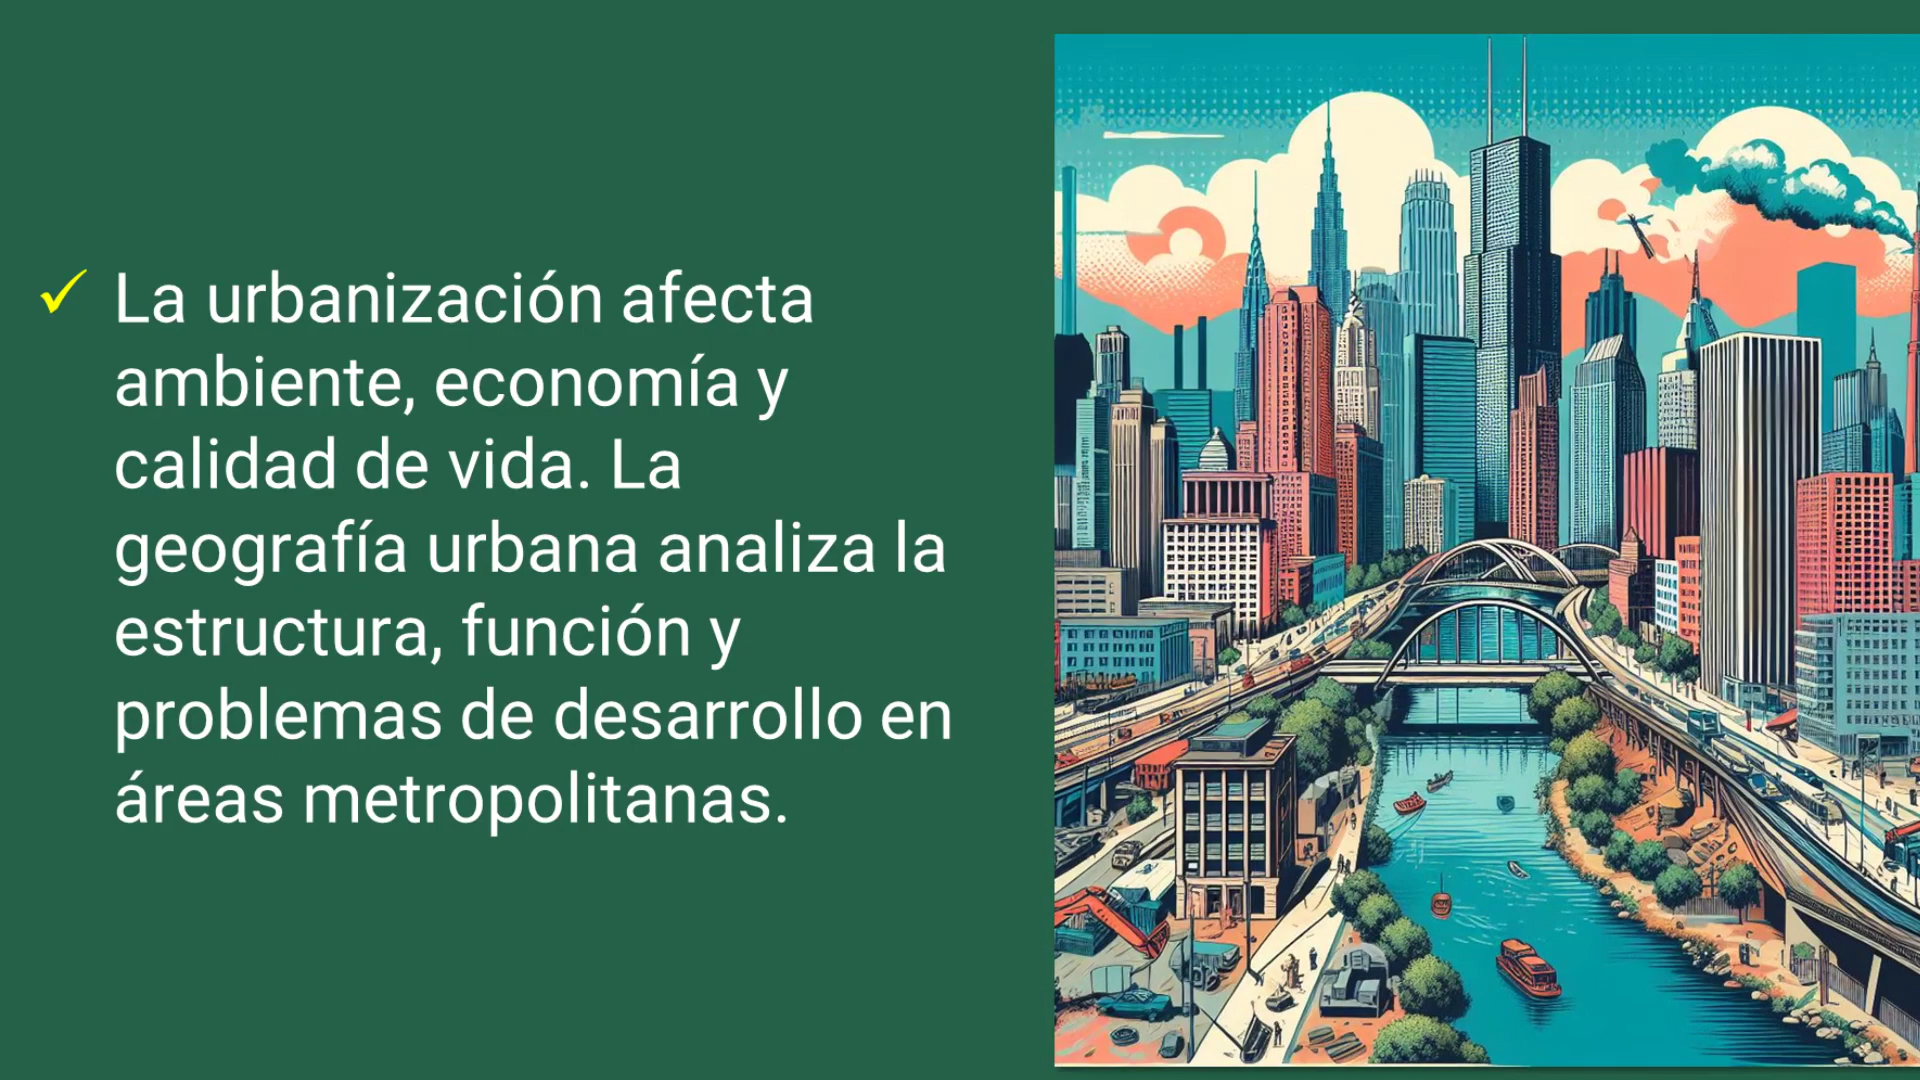 La urbanización afecta
ambiente, economía y
calidad de vida. La
geografía urbana analiza la
estructura, función y
problemas de desarrollo en
áreas metropolitanas.